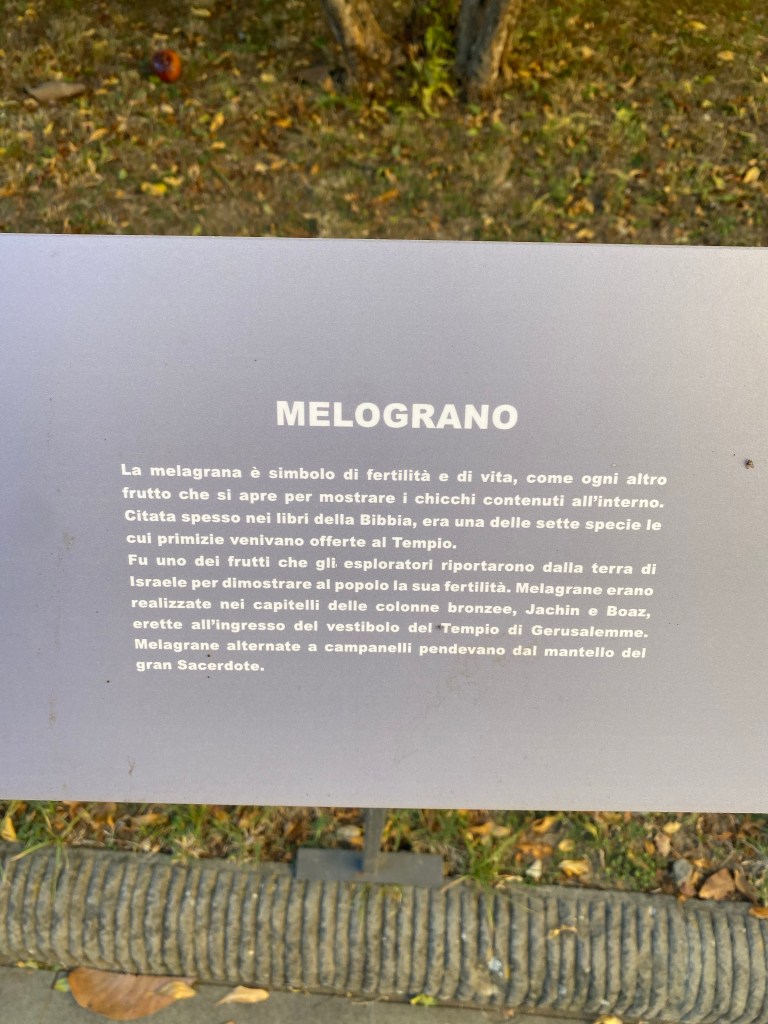 MELOGRANO
La melagrana è simbolo di fertilità e di vita, come ogni altro
frutto che si apre per mostrare i chicchi contenuti all'interno.
Citata spesso nei libri della Bibbia, era una delle sette specie le
cui primizie venivano offerte al Tempio.
Fu uno dei frutti che gli esploratori riportarono dalla terra di
Israele per dimostrare al popolo la sua fertilità. Melagrane erano
realizzate nei capitelli delle colonne bronzee, Jachin e Boaz,
erette all'ingresso del vestibolo del Tempio di Gerusalemme.
Melagrane alternate a campanelli pendevano dal mantello del
gran Sacerdote.